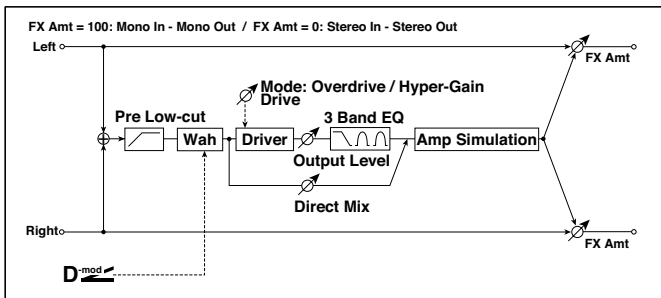 FX Amt = 100: Mono In - Mono Out / FX Amt = 0: Stereo In - Stereo Out
Left
FX Amt
Mode: Overdrive / Hyper-Gain
Drive
Pre Low-cut
3 Band EQ
Wah
Driver
Amp Simulation
Output Level
Direct Mix
Right
FX Amt
D-mod